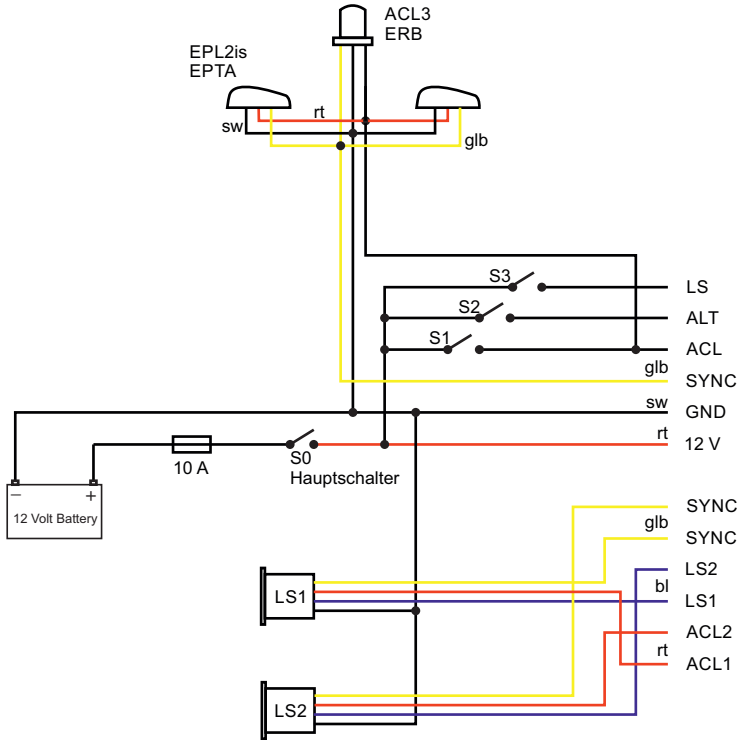 ACL3
ERB
EPL2is
EPTA
rt
sw
glb
S3
LS
S2
ALT
S1
ACL
glb
SYNC
sw
GND
rt
12 V
10 A
S0
Hauptschalter
− +
12 Volt Battery
SYNC
glb
SYNC
LS2
bl
LS1
LS1
ACL2
rt
ACL1
LS2